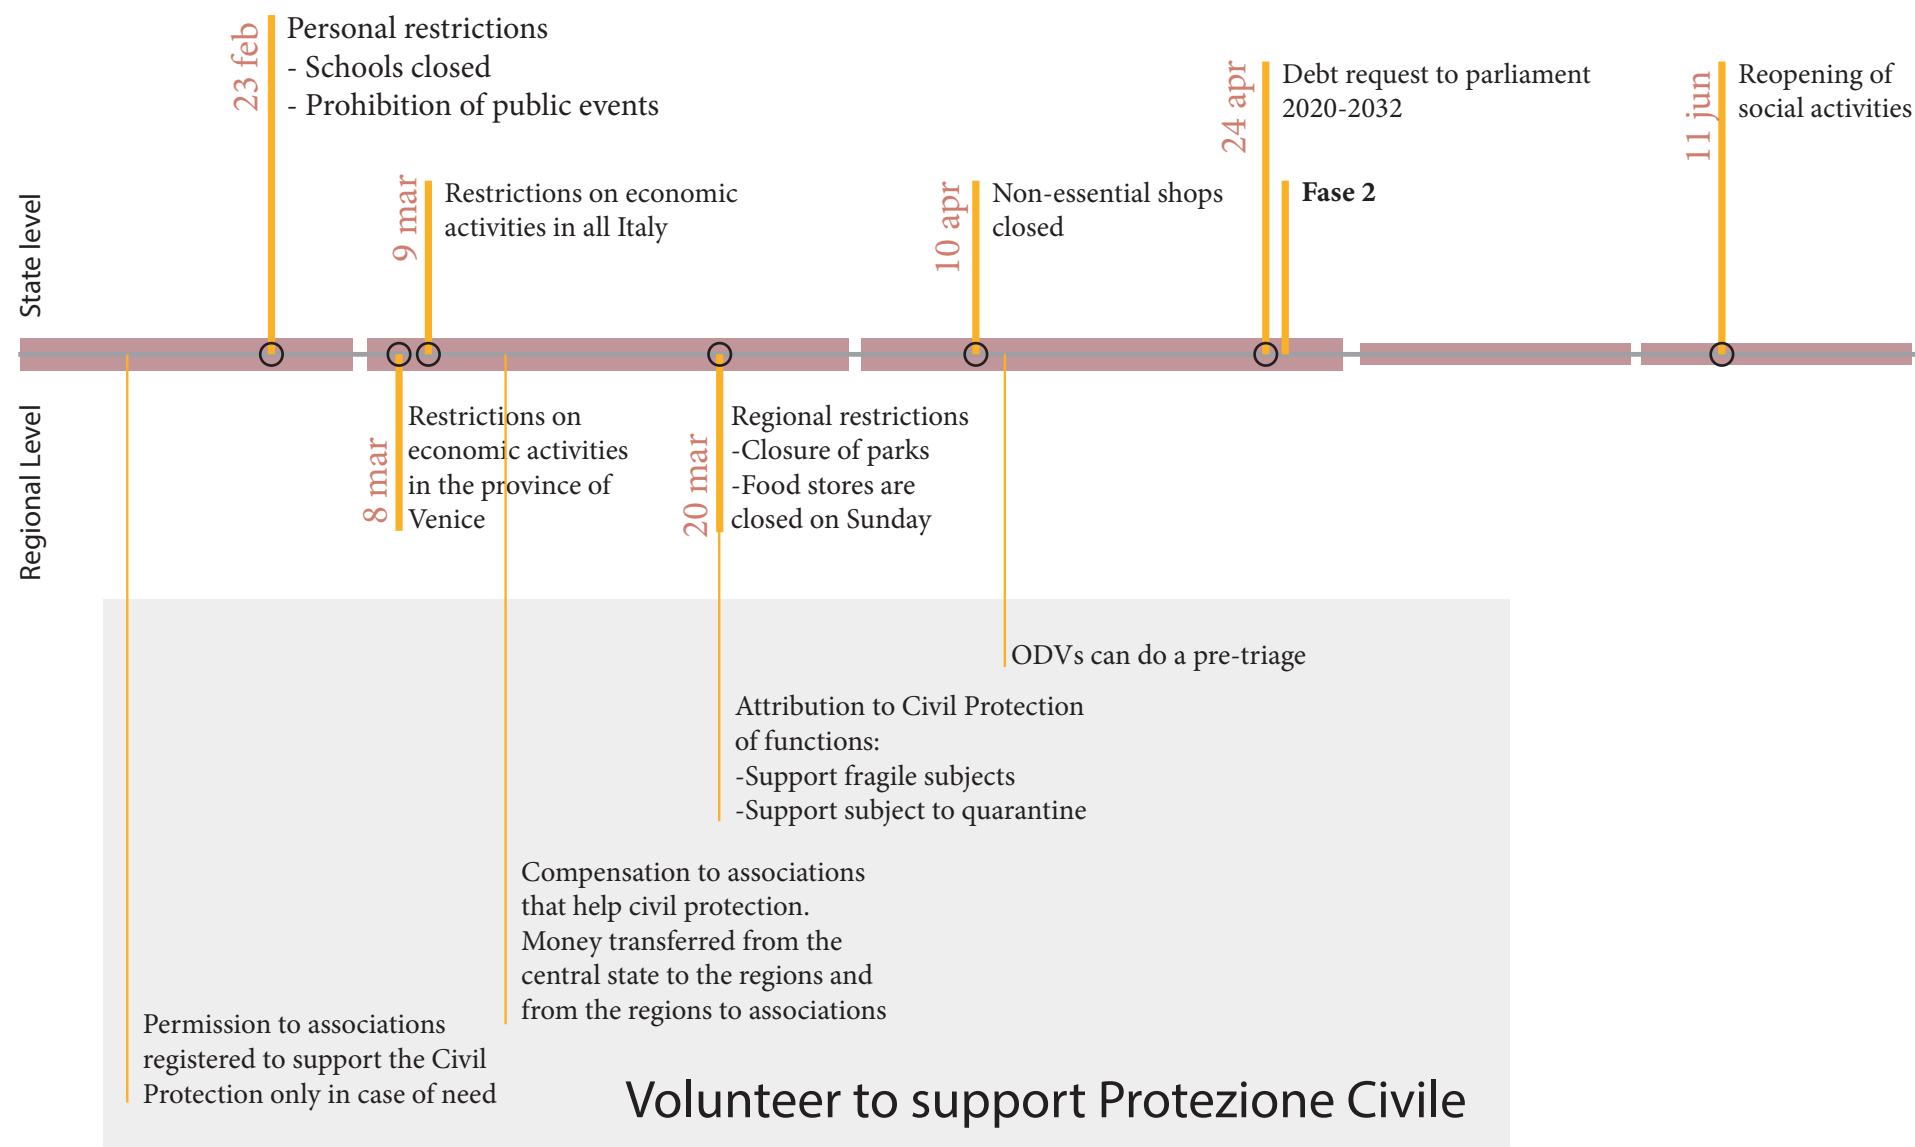 23 feb
Personal restrictions
- Schools closed
- Prohibition of public events
24 apr
Debt request to parliament
2020-2032
11 jun
Reopening of
social activities
State level
9 mar
Restrictions on economic
activities in all Italy
10 apr
Non-essential shops
closed
Fase 2
Regional Level
8 mar
Restrictions on
economic activities
in the province of
Venice
20 mar
Regional restrictions
-Closure of parks
-Food stores are
closed on Sunday
ODVs can do a pre-triage
Attribution to Civil Protection
of functions:
-Support fragile subjects
-Support subject to quarantine
Compensation to associations
that help civil protection.
Money transferred from the
central state to the regions and
from the regions to associations
Permission to associations
registered to support the Civil
Protection only in case of need
Volunteer to support Protezione Civile